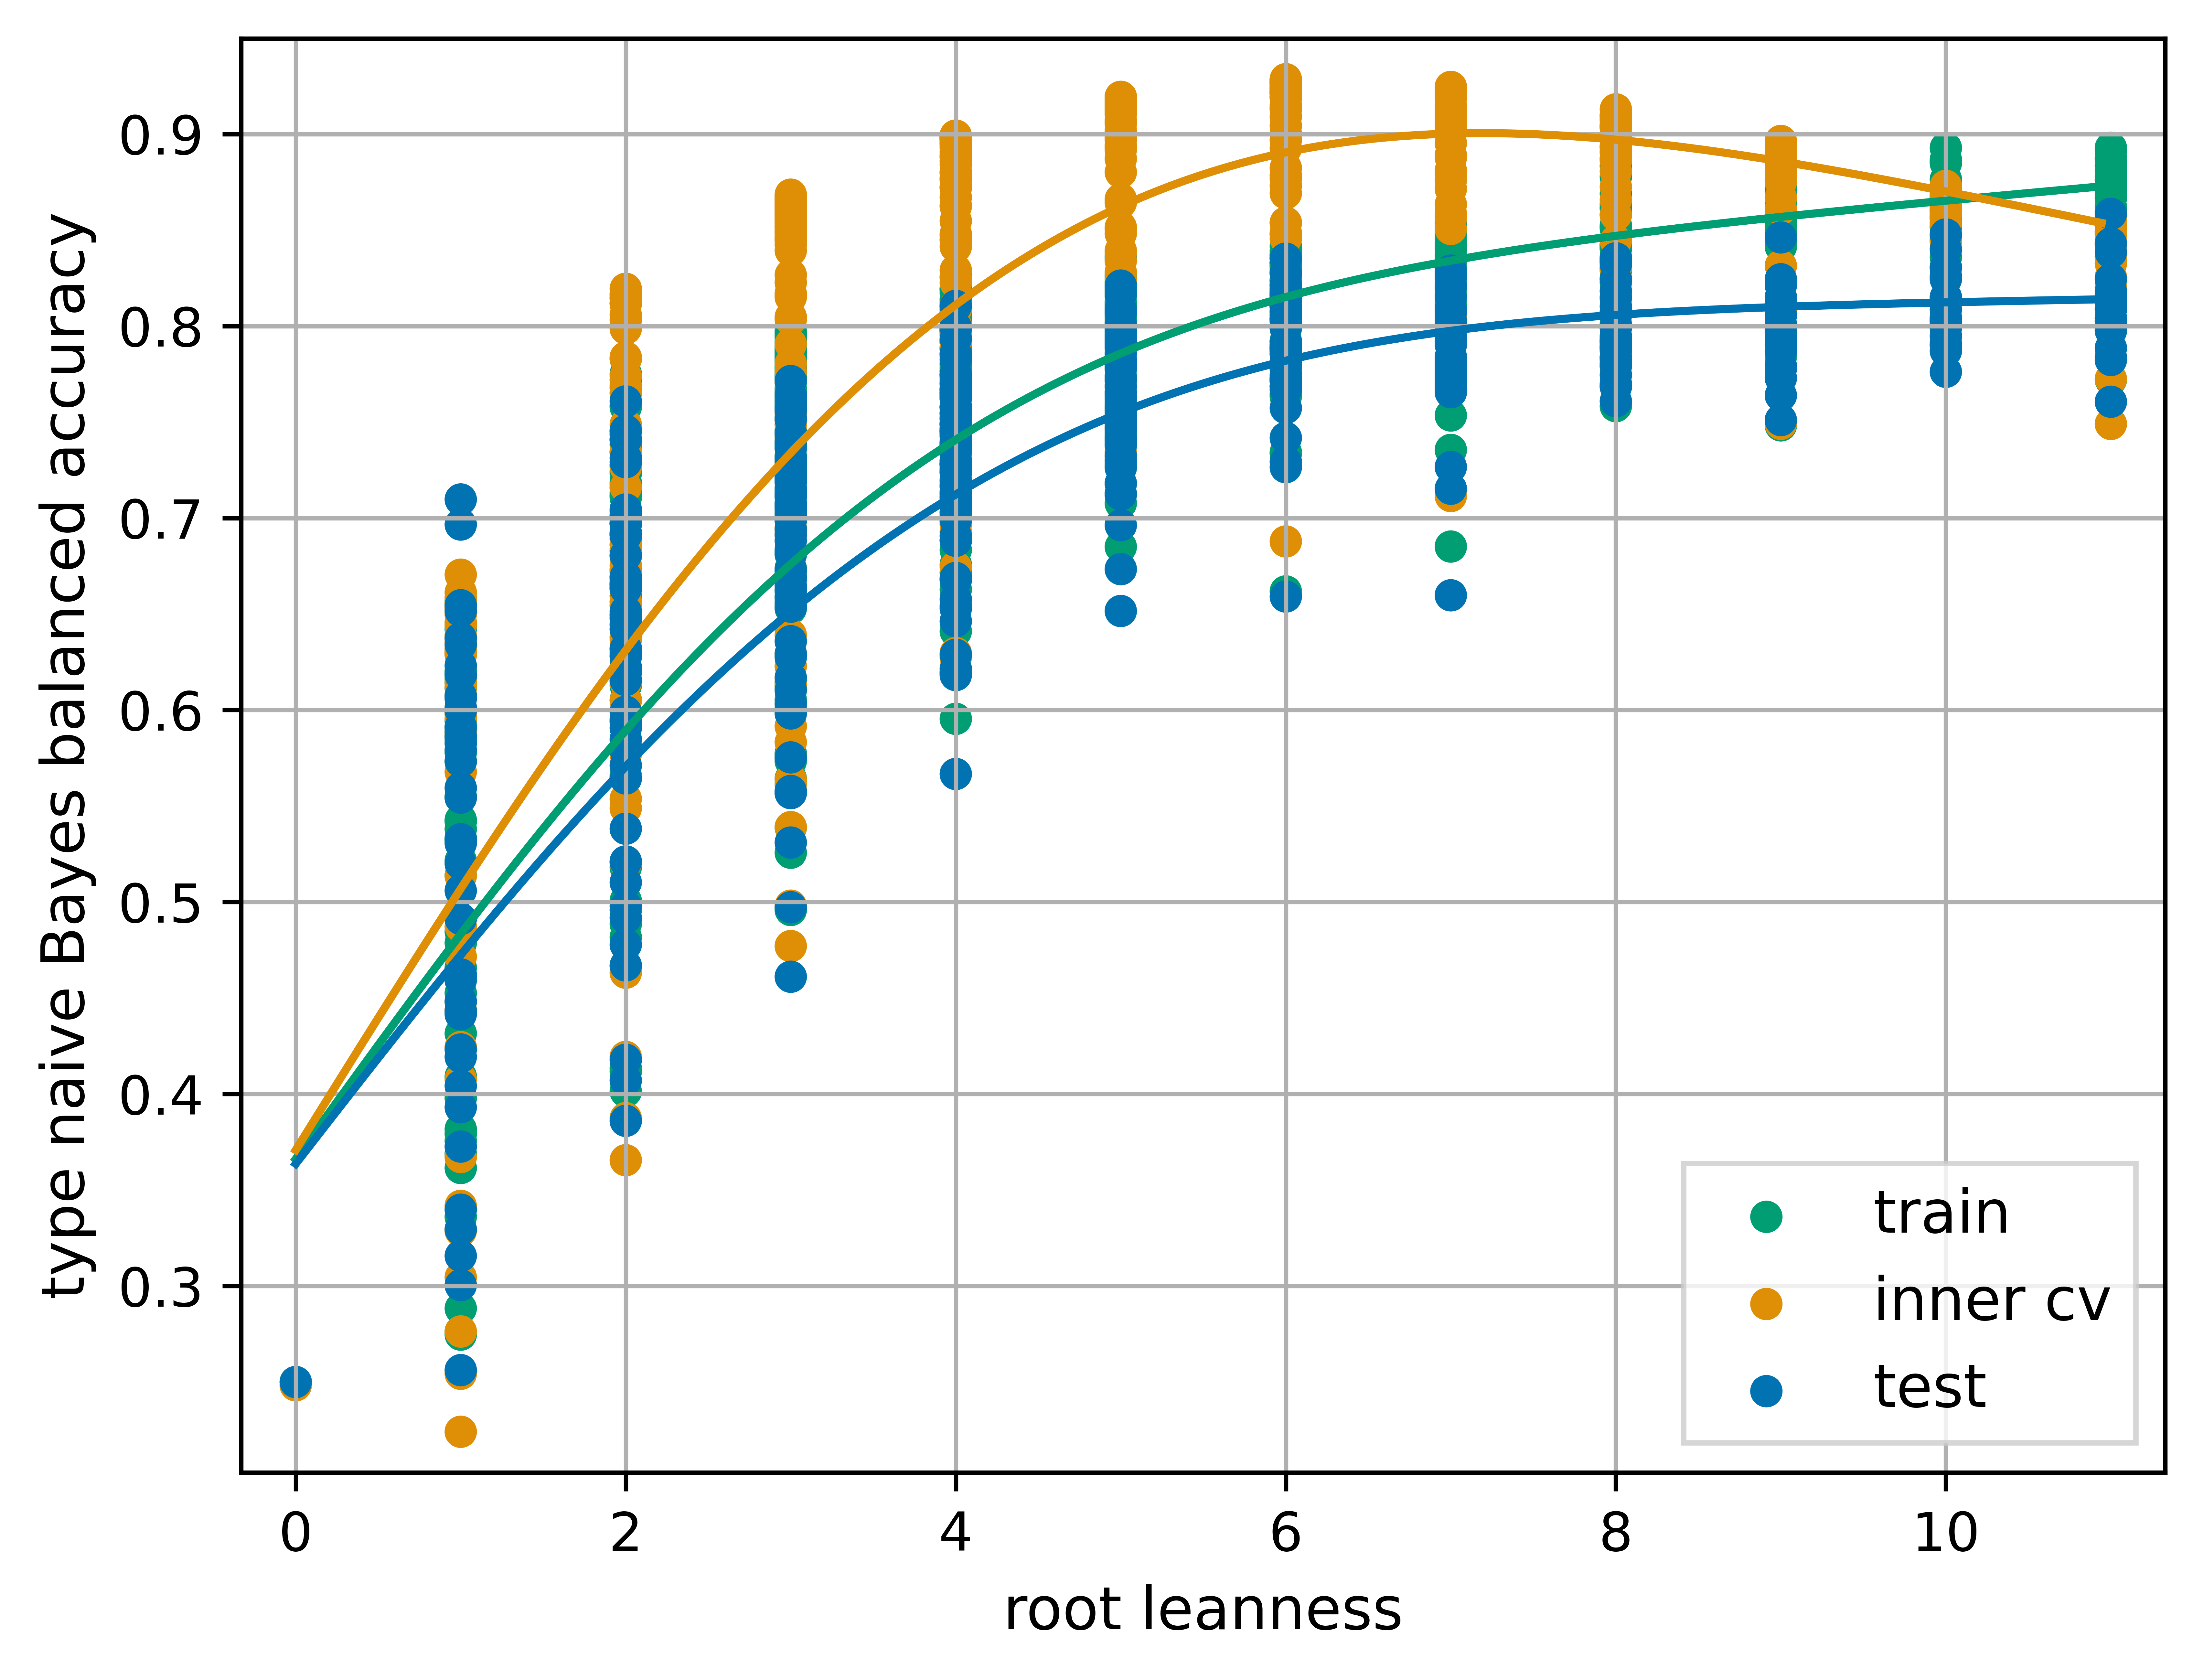 type naive Bayes balanced accuracy
0.9
0.8
0.7
0.6
0.5
0.4
0.3
0 2 4 6 8 10
root leanness
train
inner cv
test